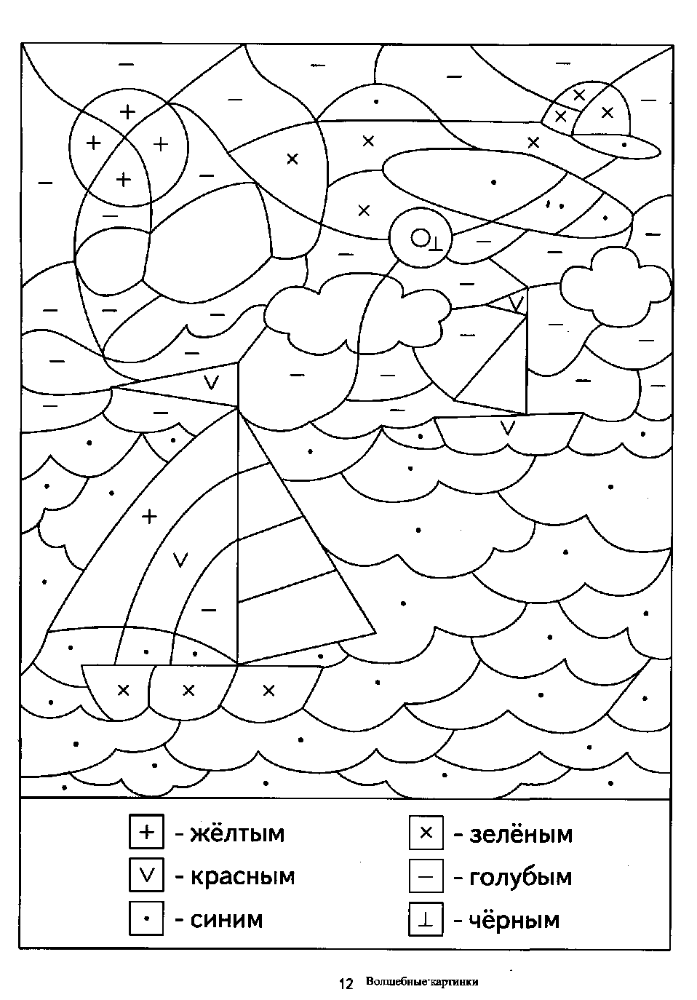 + - жёлтым
× - зелёным
V - красным
— - голубым
• - синим
⊥ - чёрным
12 Волшебные картинки